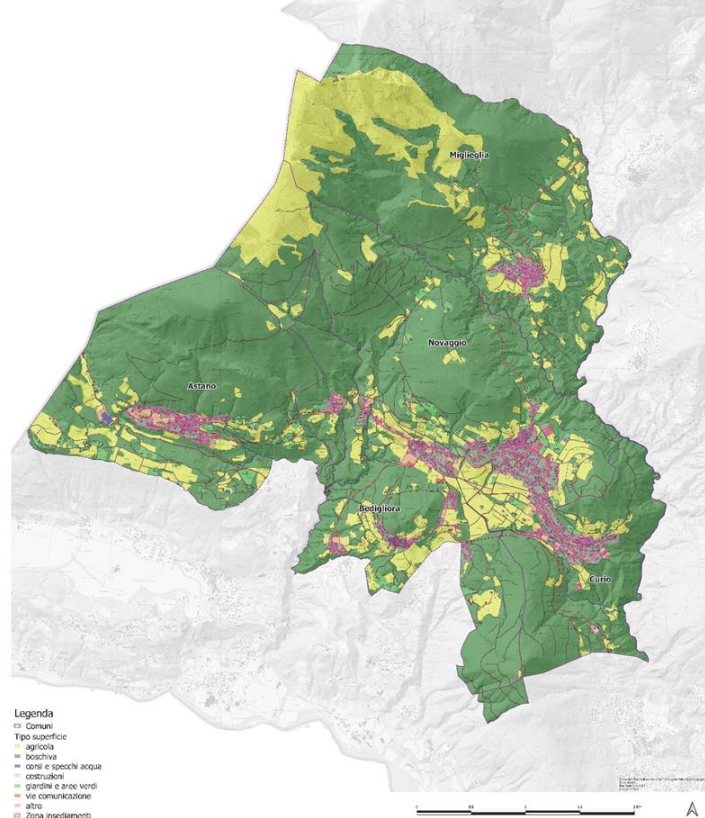 Miglieglia
Novaggio
Astano
Bedigliora
Curio
Legenda
Comuni
Tipo superficie
agricola
boschiva
corsi e specchi acqua
costruzioni
giardini e aree verdi
vie comunicazione
altro
Zona insediamenti